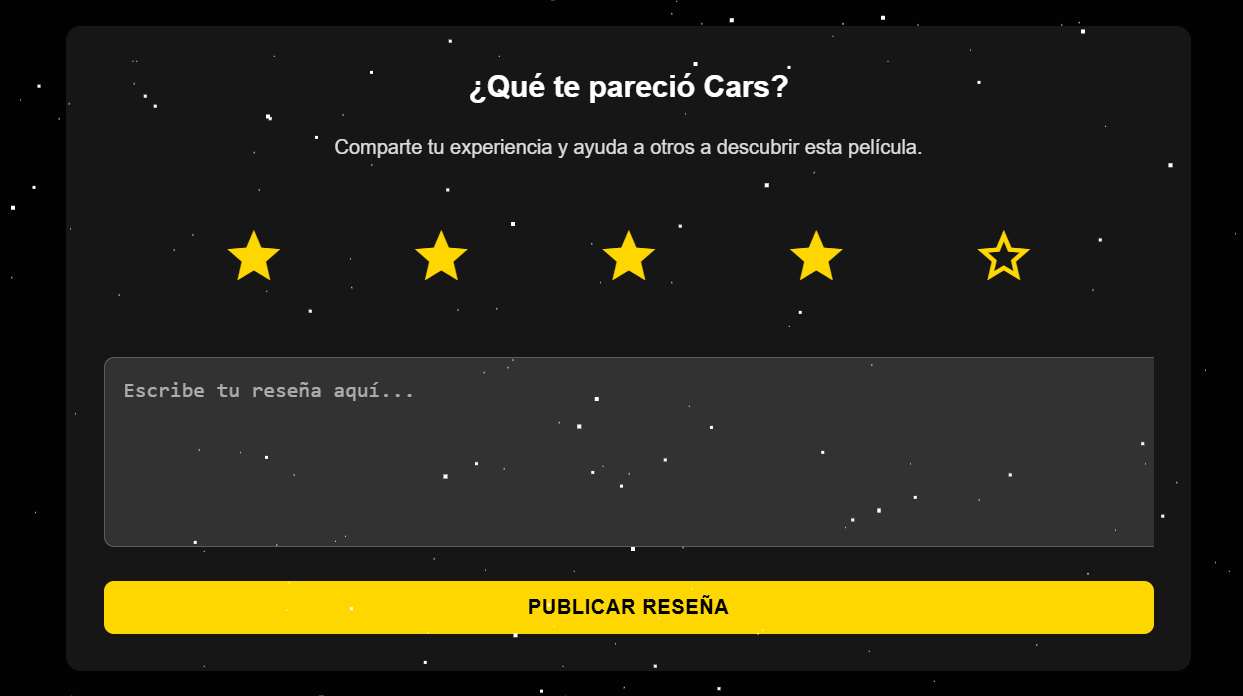 ¿Qué te pareció Cars?
Comparte tu experiencia y ayuda a otros a descubrir esta película.
Escribe tu reseña aquí...
PUBLICAR RESEÑA